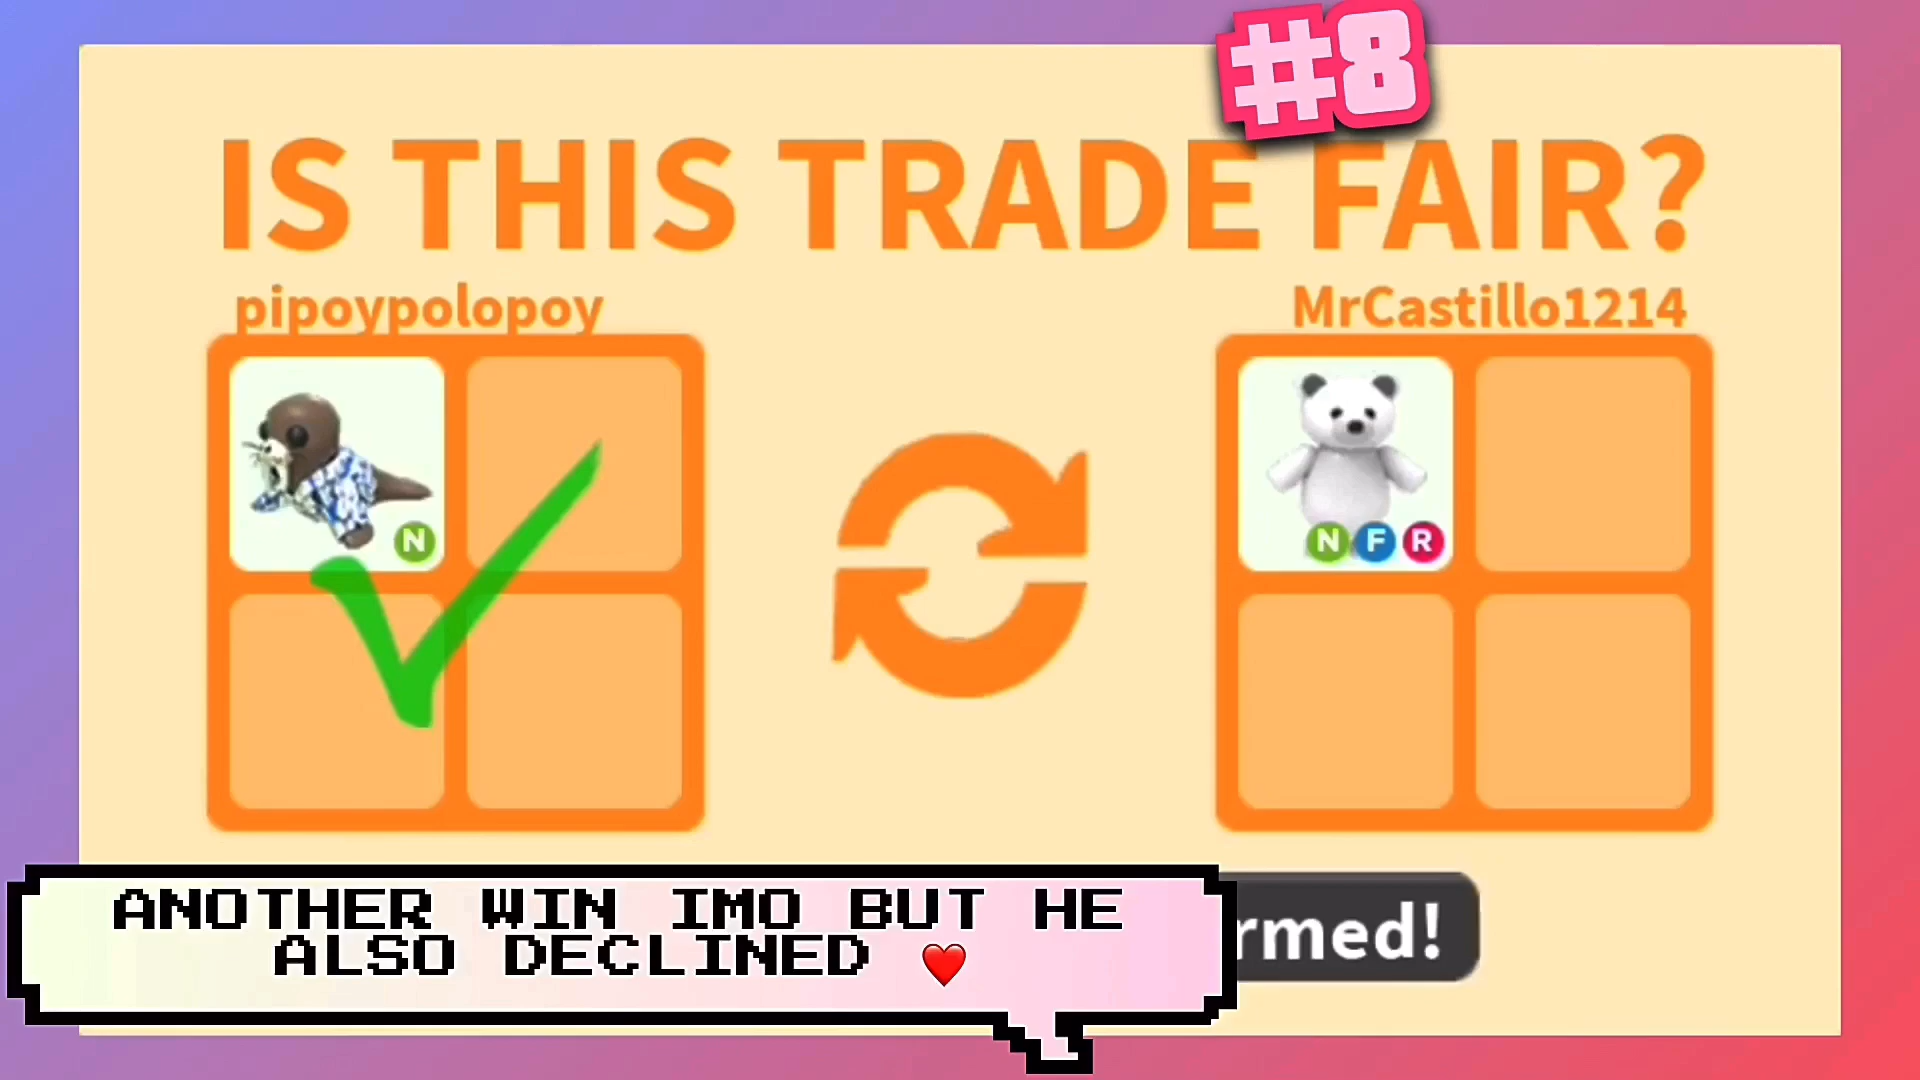 #8
IS THIS TRADE FAIR?
pipoypolopoy
MrCastillo1214
N
N F R
rmed!
ANOTHER WIN IMO BUT HE
ALSO DECLINED ❤️